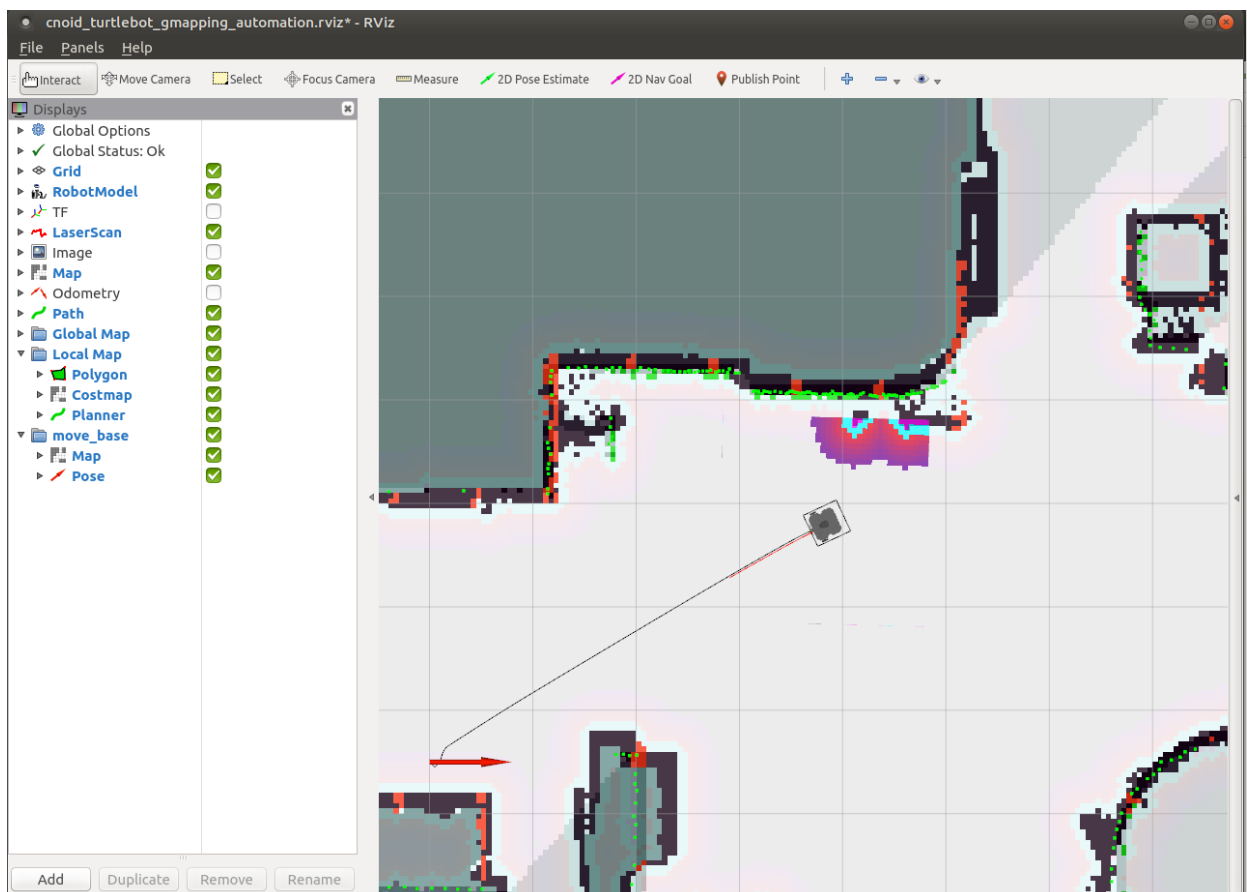 cnoid_turtlebot_gmapping_automation.rviz* - RViz
File Panels Help
Interact Move Camera Select Focus Camera Measure 2D Pose Estimate 2D Nav Goal Publish Point
Displays
Global Options
Global Status: Ok
Grid
RobotModel
TF
LaserScan
Image
Map
Odometry
Path
Global Map
Local Map
Polygon
Costmap
Planner
move_base
Map
Pose
Add Duplicate Remove Rename